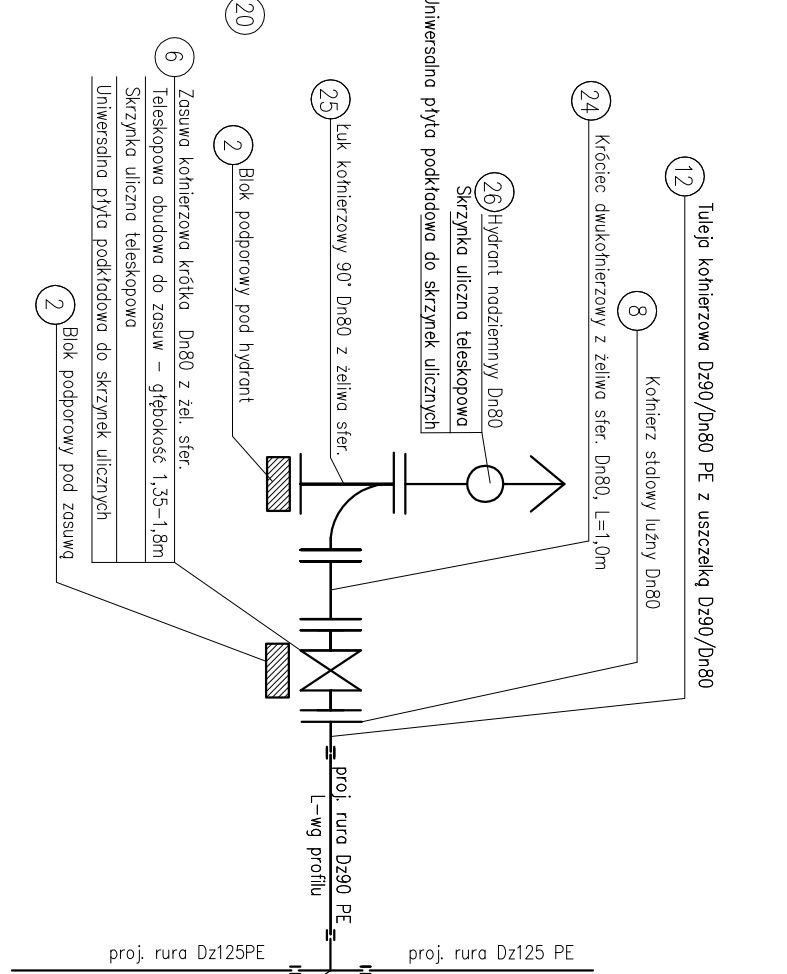 20
6
Zasuwa kołnierzowa krótka Dn80 z żel. sfer.
Teleskopowa obudowa do zasuw – głębokość 1,35–1,8m
Skrzynka uliczna teleskopowa
Uniwersalna płyta podkładowa do skrzynek ulicznych
2
Blok podporowy pod zasuwą
2
Blok podporowy pod hydrant
25
Łuk kołnierzowy 90° Dn80 z żeliwa sfer.
26
Hydrant nadziemnyy Dn80
Skrzynka uliczna teleskopowa
Uniwersalna płyta podkładowa do skrzynek ulicznych
24
Króciec dwukołnierzowy z żeliwa sfer. Dn80, L=1,0m
8
Kołnierz stalowy luźny Dn80
12
Tuleja kołnierzowa Dz90/Dn80 PE z uszczelką Dz90/Dn80
proj. rura Dz90 PE
L–wg profilu
proj. rura Dz125PE
proj. rura Dz125 PE